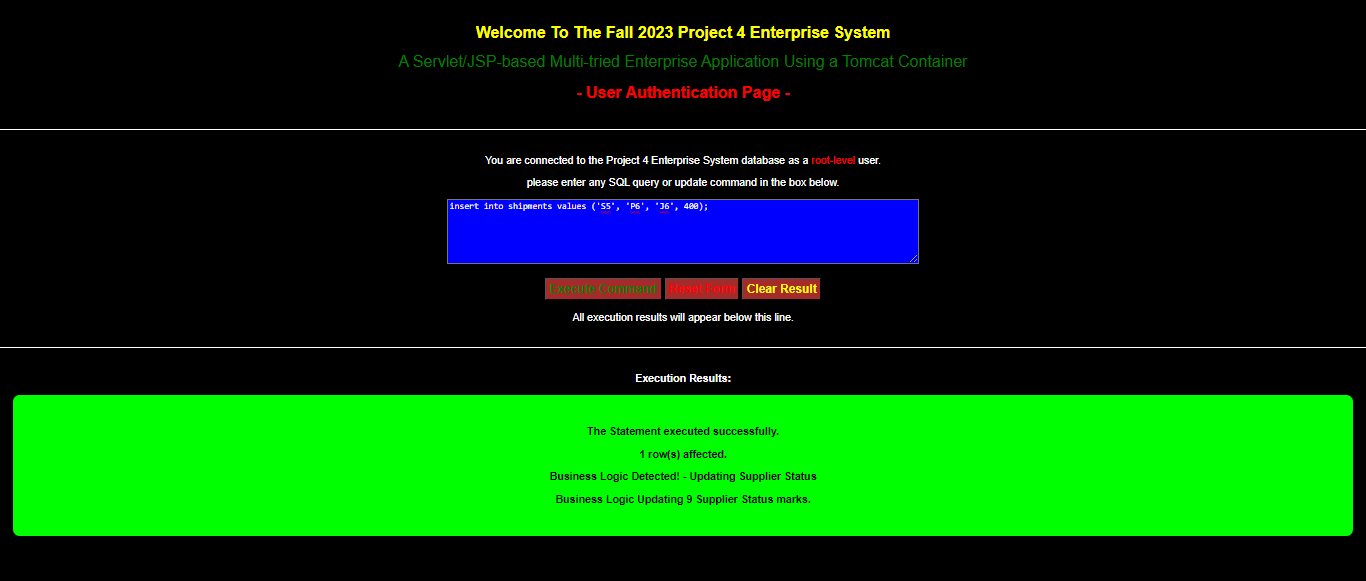 Welcome To The Fall 2023 Project 4 Enterprise System
A Servlet/JSP-based Multi-tried Enterprise Application Using a Tomcat Container
- User Authentication Page -
You are connected to the Project 4 Enterprise System database as a root-level user.
please enter any SQL query or update command in the box below.
insert into shipments values ('S5', 'P6', 'J6', 400);
Execute Comment Reset Form Clear Result
All execution results will appear below this line.
Execution Results:
The Statement executed successfully.
1 row(s) affected.
Business Logic Detected! - Updating Supplier Status
Business Logic Updating 9 Supplier Status marks.